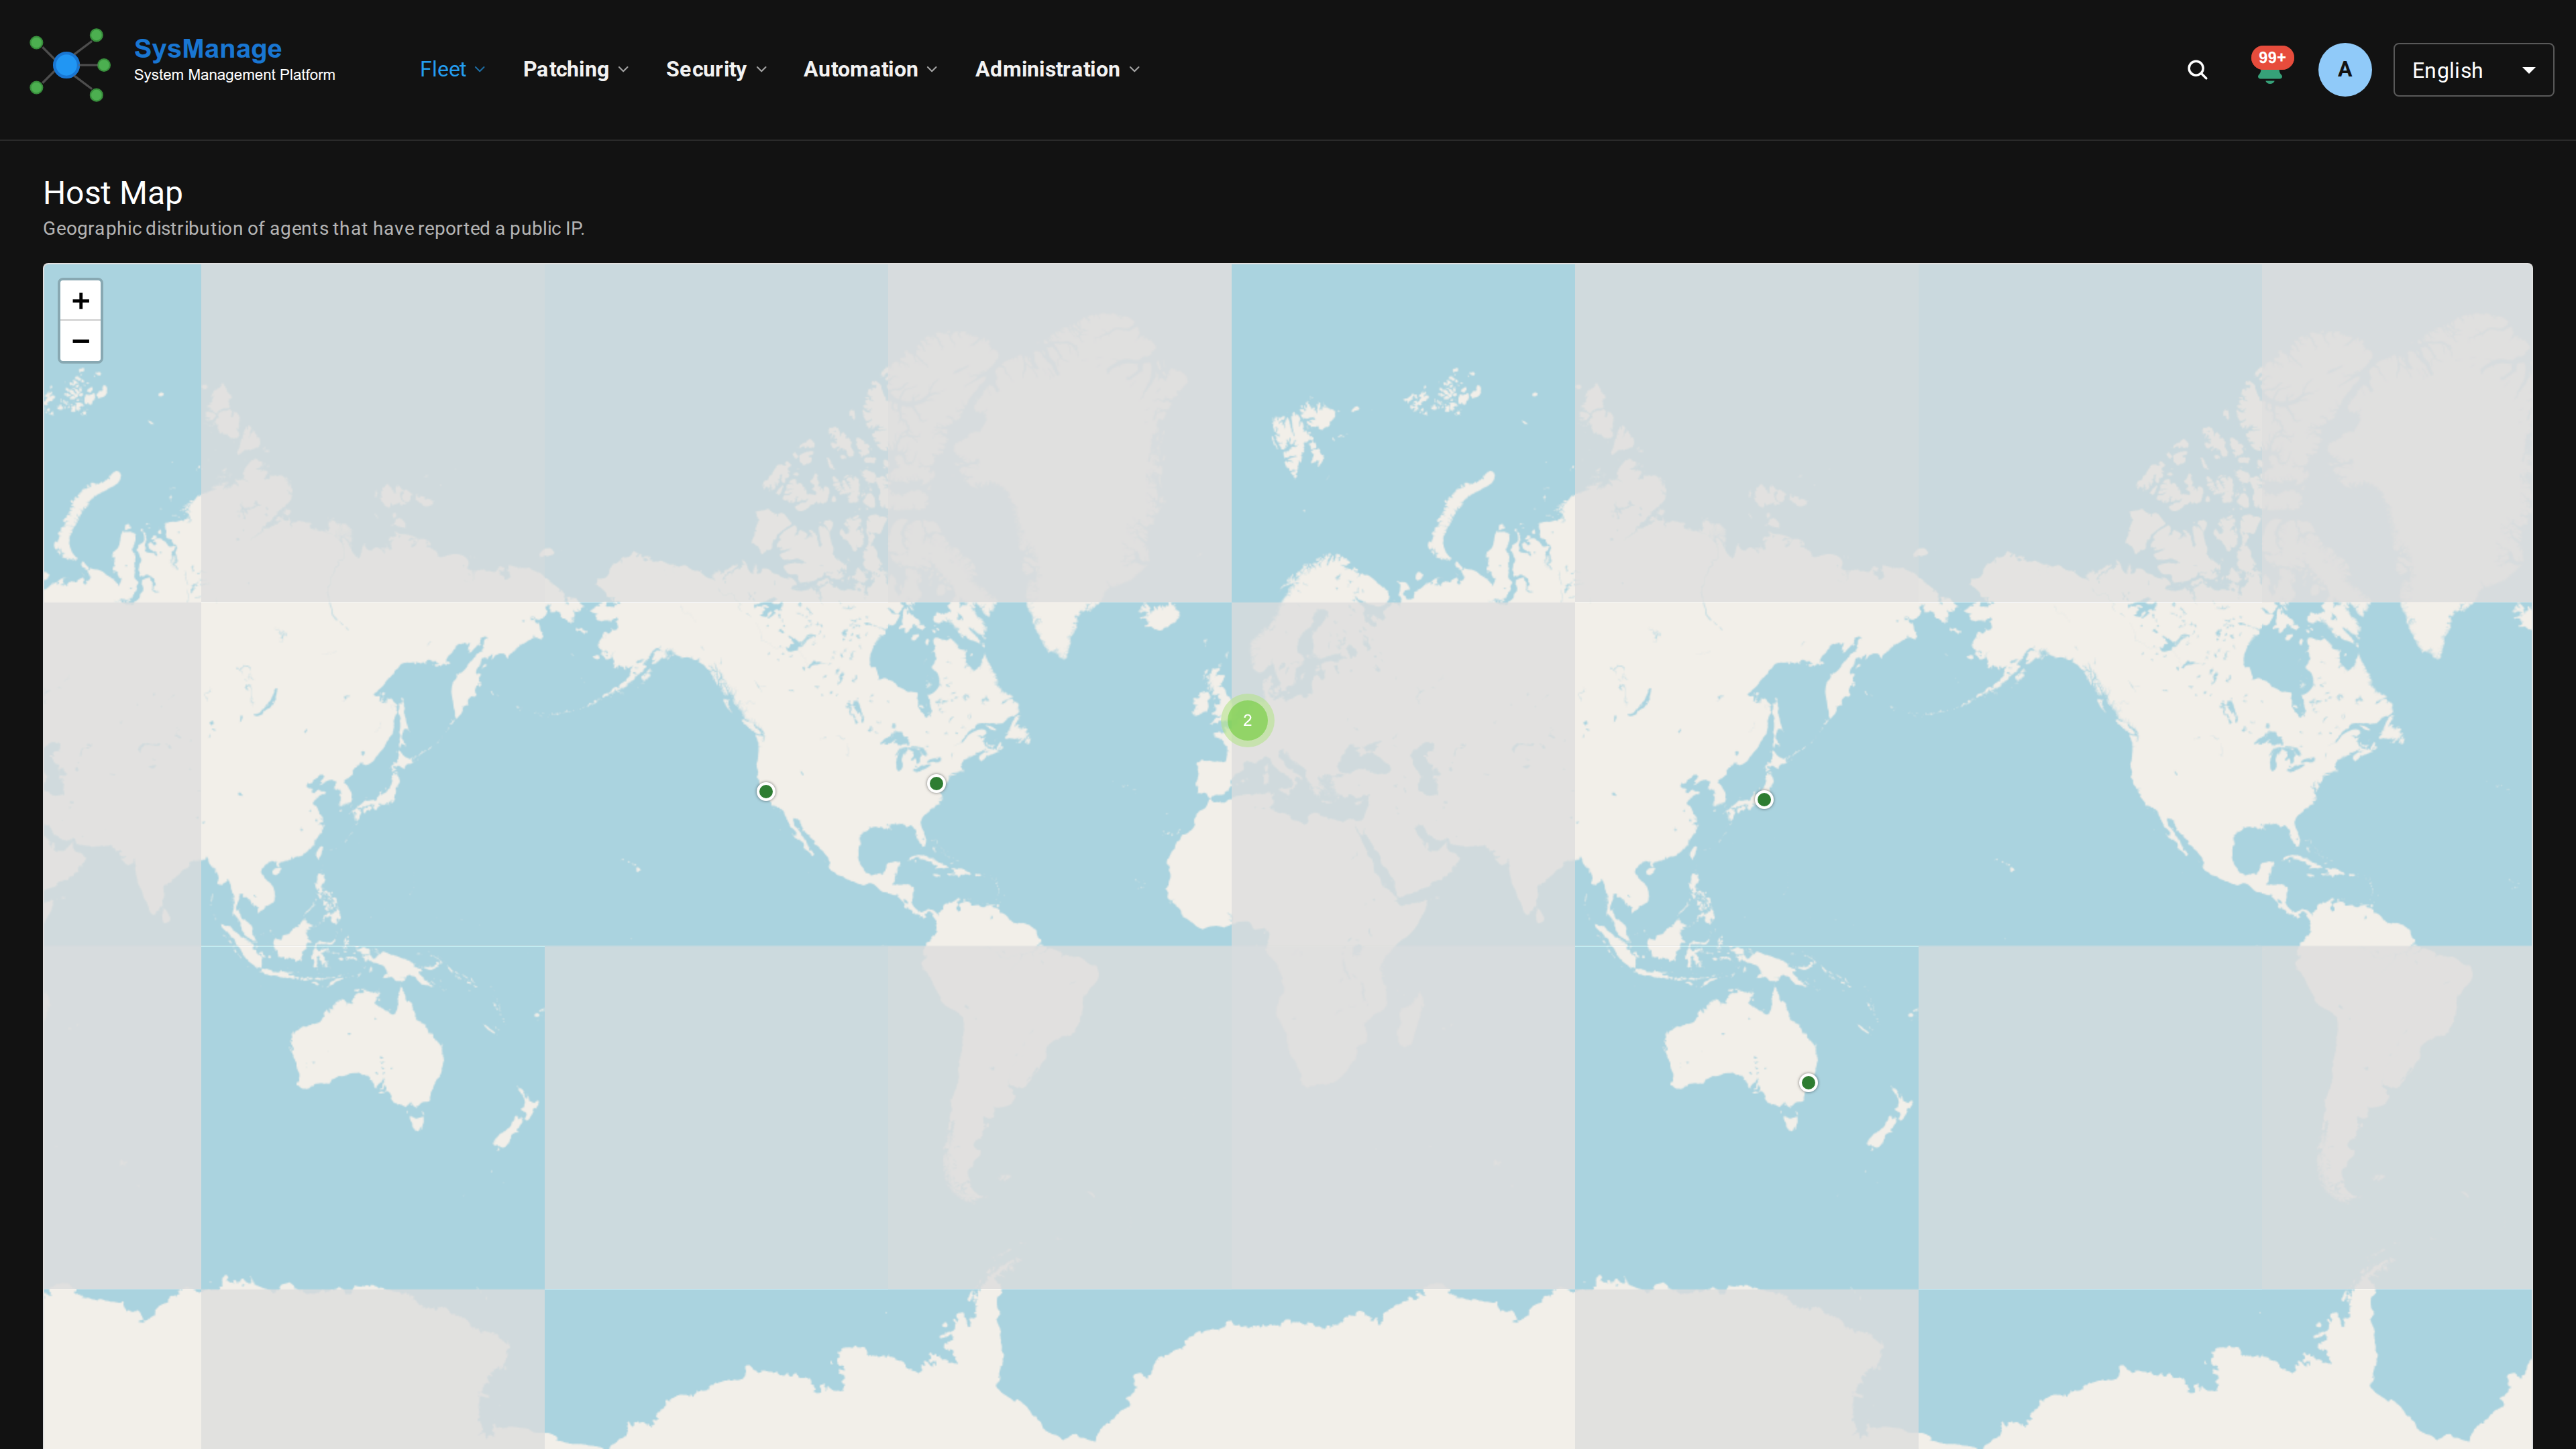 SysManage
System Management Platform
Fleet
Patching
Security
Automation
Administration
99+
A
English
Host Map
Geographic distribution of agents that have reported a public IP.
+
−
2